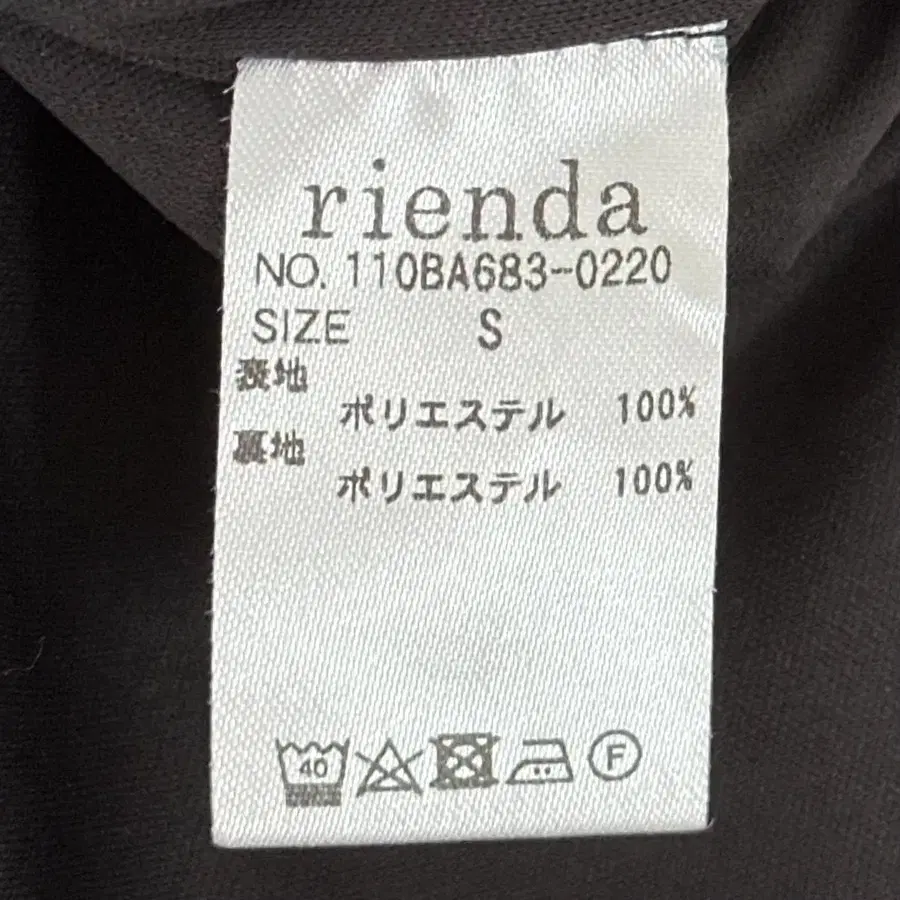 rienda
NO. 110BA683-0220
SIZE S
表地
ポリエステル 100%
裏地
ポリエステル 100%
40
F